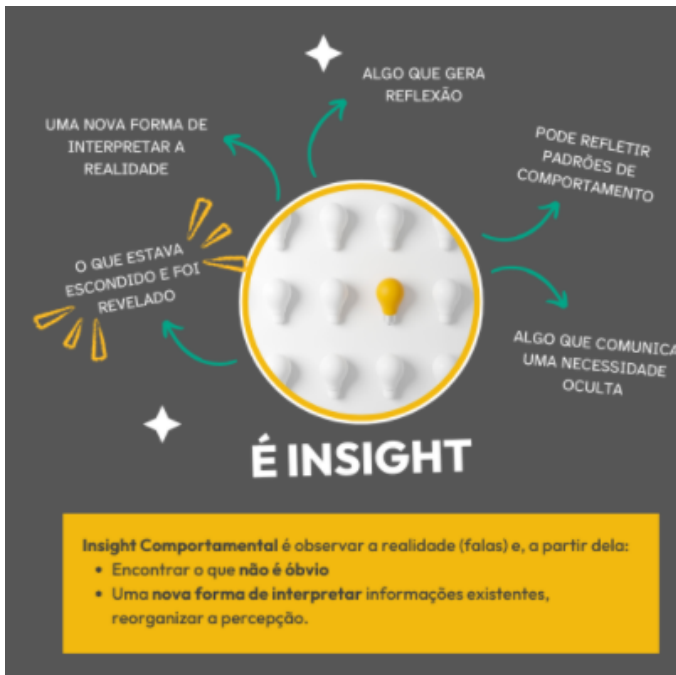 ALGO QUE GERA
REFLEXÃO
UMA NOVA FORMA DE
INTERPRETAR A
REALIDADE
PODE REFLETIR
PADRÕES DE
COMPORTAMENTO
O QUE ESTAVA
ESCONDIDO E FOI
REVELADO
ALGO QUE COMUNICA
UMA NECESSIDADE
OCULTA
É INSIGHT
Insight Comportamental é observar a realidade (falas) e, a partir dela:
• Encontrar o que não é óbvio
• Uma nova forma de interpretar informações existentes,
reorganizar a percepção.